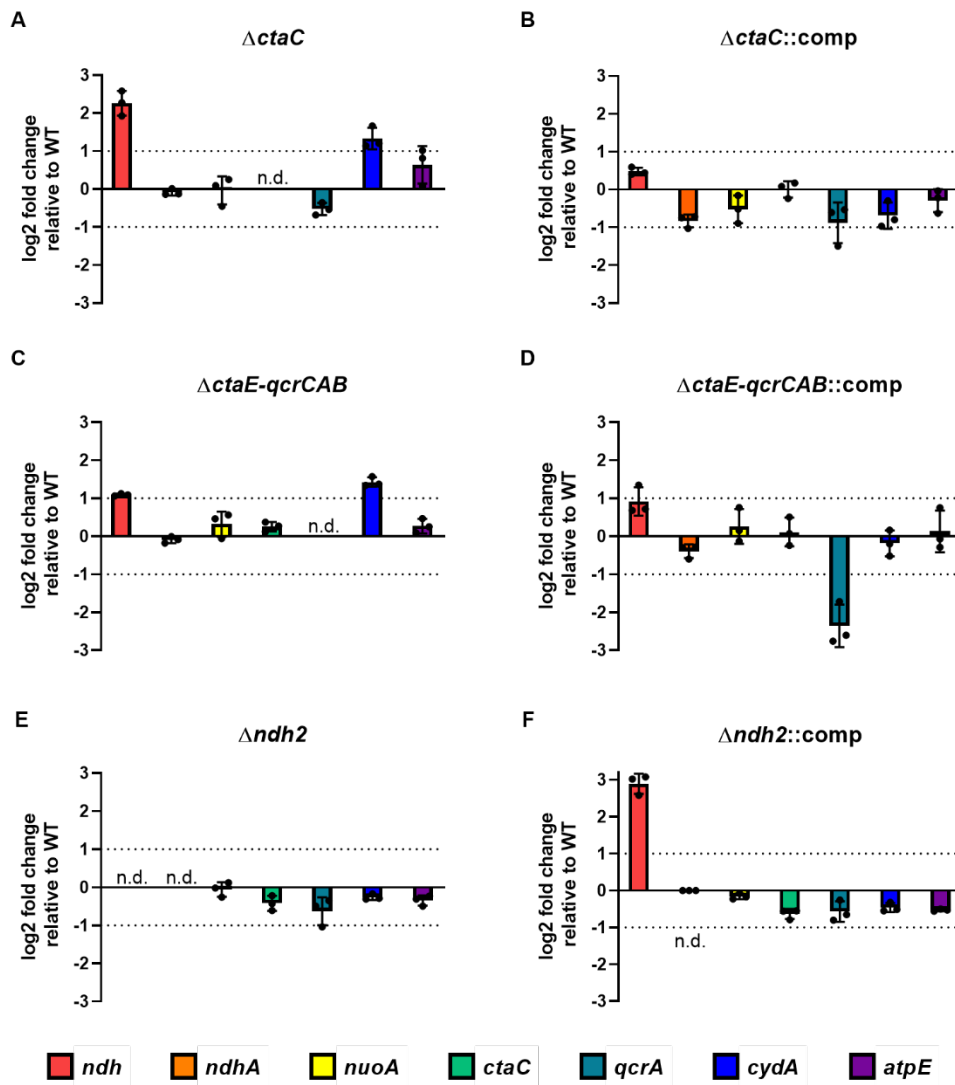 A
ΔctaC
log2 fold change
relative to WT
3
2
1
0
-1
-2
-3
n.d.
B
ΔctaC::comp
log2 fold change
relative to WT
3
2
1
0
-1
-2
-3
C
ΔctaE-qcrCAB
log2 fold change
relative to WT
3
2
1
0
-1
-2
-3
n.d.
D
ΔctaE-qcrCAB::comp
log2 fold change
relative to WT
3
2
1
0
-1
-2
-3
E
Δndh2
log2 fold change
relative to WT
3
2
1
0
-1
-2
-3
n.d.
n.d.
F
Δndh2::comp
log2 fold change
relative to WT
3
2
1
0
-1
-2
-3
n.d.
ndh ndhA nuoA ctaC qcrA cydA atpE